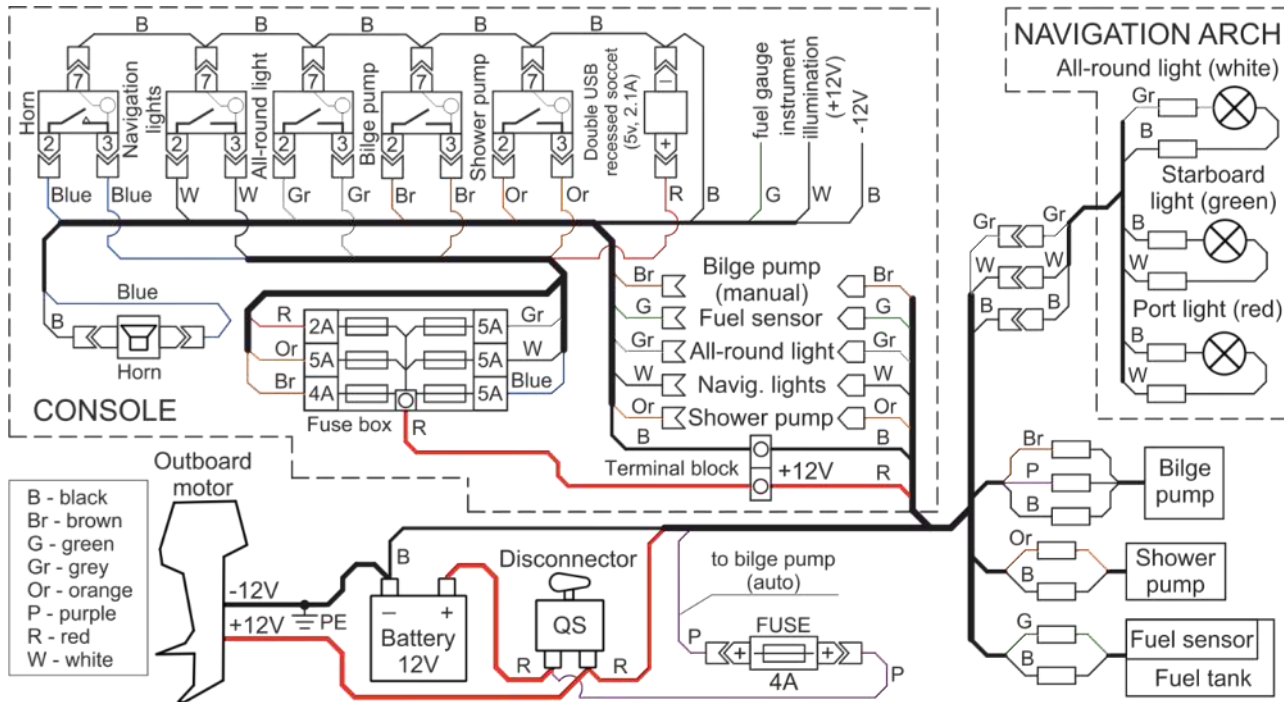 B
B
B
B
B
B
7
7
7
7
7
–
Horn
Navigation
lights
All-round light
Bilge pump
Shower pump
Double USB
recessed soccet
(5v, 2.1A)
2
3
2
3
2
3
2
3
2
3
+
fuel gauge
instrument
illumination
(+12V)
-12V
Blue
Blue
W
W
Gr
Gr
Br
Br
Or
Or
R
B
G
W
B
Blue
B
Horn
CONSOLE
R
2A
5A
Gr
Or
5A
5A
W
Br
4A
5A
Blue
Fuse box
R
Br
Bilge pump
(manual)
Br
G
Fuel sensor
G
Gr
All-round light
Gr
W
Navig. lights
W
Or
Shower pump
Or
B
B
Terminal block
+12V
R
NAVIGATION ARCH
All-round light (white)
Gr
B
Starboard
light (green)
B
W
Port light (red)
B
W
Gr
Gr
W
W
B
B
Br
P
B
Bilge
pump
Or
B
Shower
pump
G
B
Fuel sensor
Fuel tank
B - black
Br - brown
G - green
Gr - grey
Or - orange
P - purple
R - red
W - white
Outboard
motor
-12V
PE
+12V
B
–
+
Battery
12V
Disconnector
QS
R
R
to bilge pump
(auto)
P
+
FUSE
+
4A
P